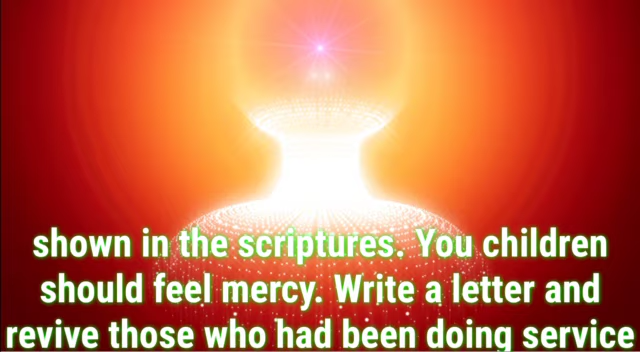 shown in the scriptures. You children
should feel mercy. Write a letter and
revive those who had been doing service